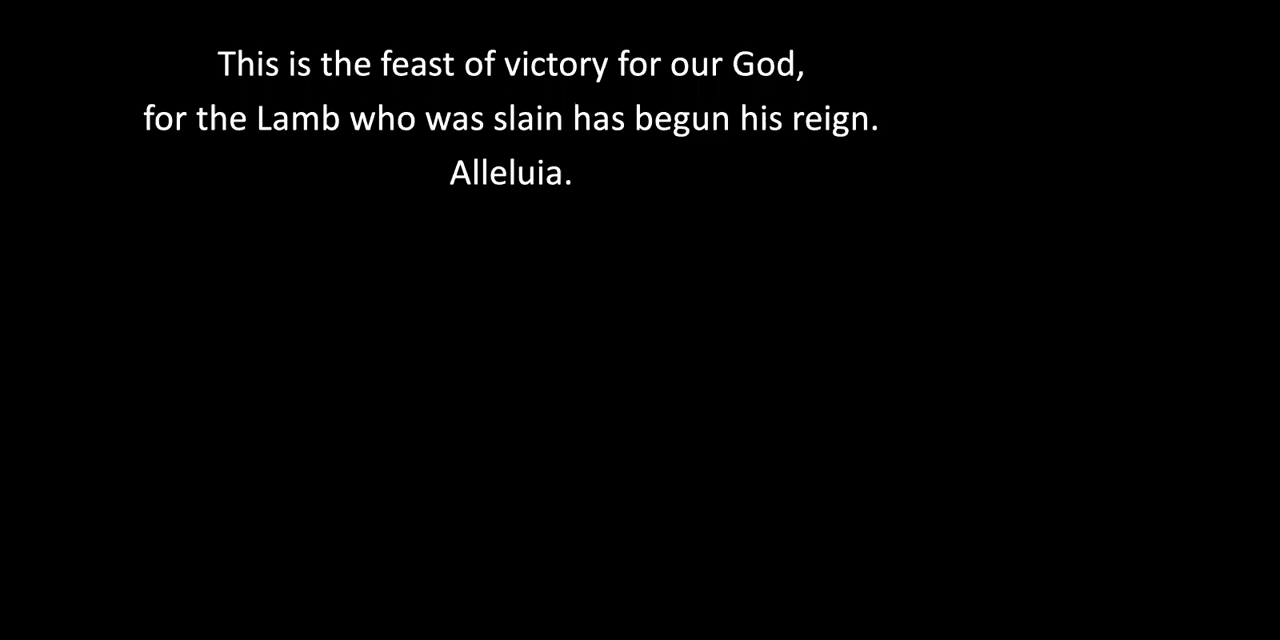 This is the feast of victory for our God,
for the Lamb who was slain has begun his reign.
Alleluia.